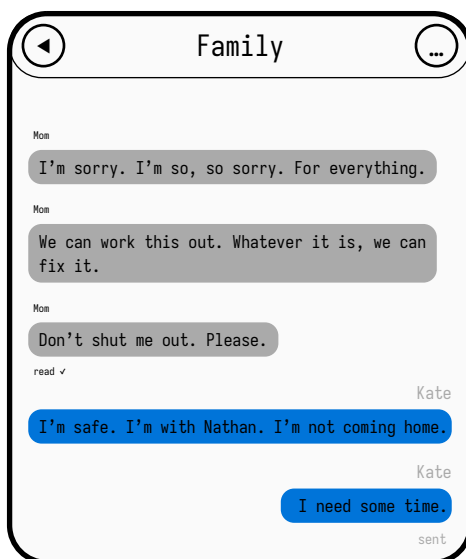 Family
...
Mom
I’m sorry. I’m so, so sorry. For everything.
Mom
We can work this out. Whatever it is, we can
fix it.
Mom
Don’t shut me out. Please.
read ✓
Kate
I’m safe. I’m with Nathan. I’m not coming home.
Kate
I need some time.
sent